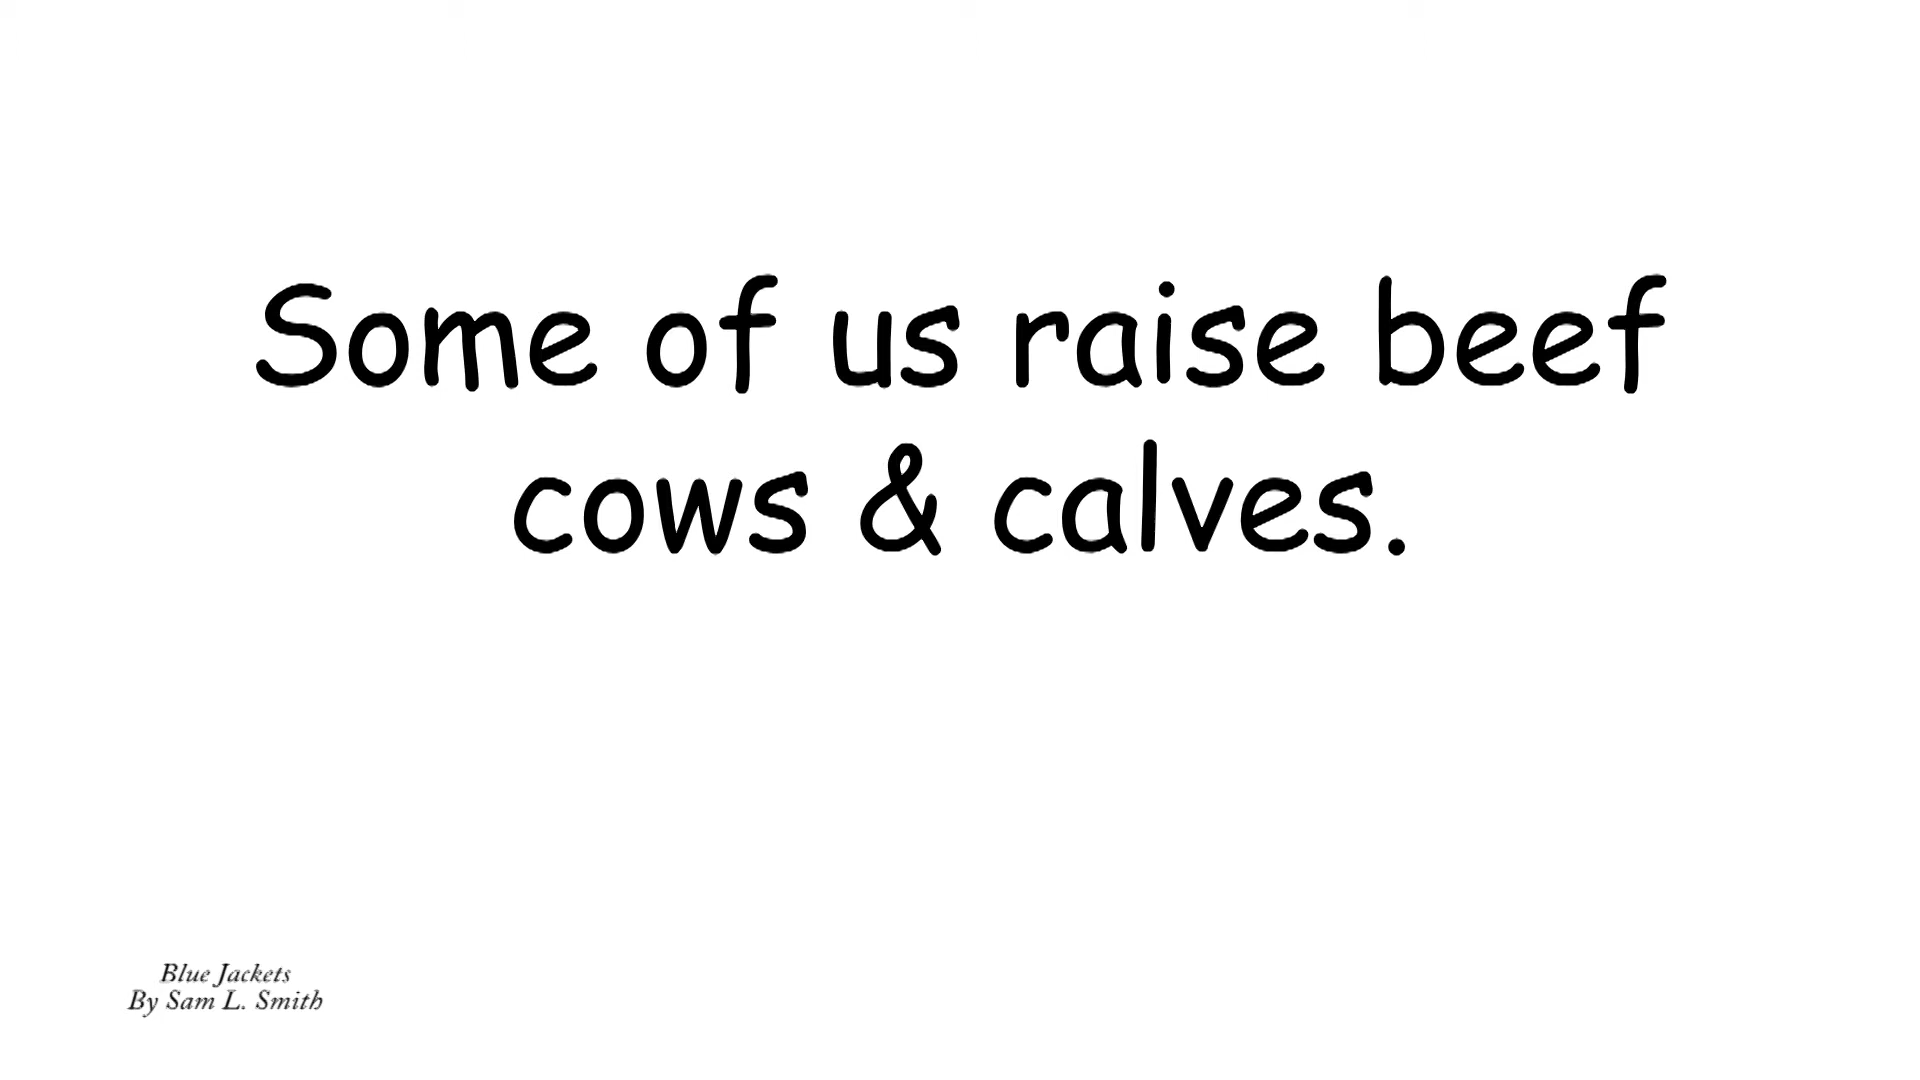 Some of us raise beef
cows & calves.
Blue Jackets
By Sam L. Smith